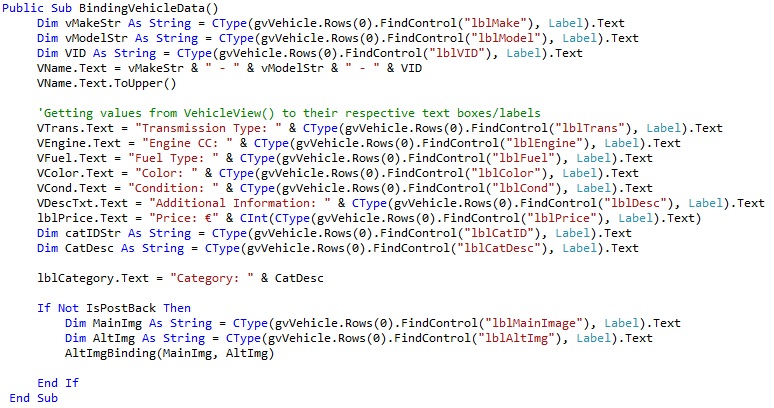 Public Sub BindingVehicleData()
Dim vMakeStr As String = CType(gvVehicle.Rows(0).FindControl("lblMake"), Label).Text
Dim vModelStr As String = CType(gvVehicle.Rows(0).FindControl("lblModel"), Label).Text
Dim VID As String = CType(gvVehicle.Rows(0).FindControl("lblVID"), Label).Text
VName.Text = vMakeStr & " - " & vModelStr & " - " & VID
VName.Text.ToUpper()
'Getting values from VehicleView() to their respective text boxes/labels
VTrans.Text = "Transmission Type: " & CType(gvVehicle.Rows(0).FindControl("lblTrans"), Label).Text
VEngine.Text = "Engine CC: " & CType(gvVehicle.Rows(0).FindControl("lblEngine"), Label).Text
VFuel.Text = "Fuel Type: " & CType(gvVehicle.Rows(0).FindControl("lblFuel"), Label).Text
VColor.Text = "Color: " & CType(gvVehicle.Rows(0).FindControl("lblColor"), Label).Text
VCond.Text = "Condition: " & CType(gvVehicle.Rows(0).FindControl("lblCond"), Label).Text
VDescTxt.Text = "Additional Information: " & CType(gvVehicle.Rows(0).FindControl("lblDesc"), Label).Text
lblPrice.Text = "Price: €" & CInt(CType(gvVehicle.Rows(0).FindControl("lblPrice"), Label).Text)
Dim catIDStr As String = CType(gvVehicle.Rows(0).FindControl("lblCatID"), Label).Text
Dim CatDesc As String = CType(gvVehicle.Rows(0).FindControl("lblCatDesc"), Label).Text
lblCategory.Text = "Category: " & CatDesc
If Not IsPostBack Then
Dim MainImg As String = CType(gvVehicle.Rows(0).FindControl("lblMainImage"), Label).Text
Dim AltImg As String = CType(gvVehicle.Rows(0).FindControl("lblAltImg"), Label).Text
AltImgBinding(MainImg, AltImg)
End If
End Sub